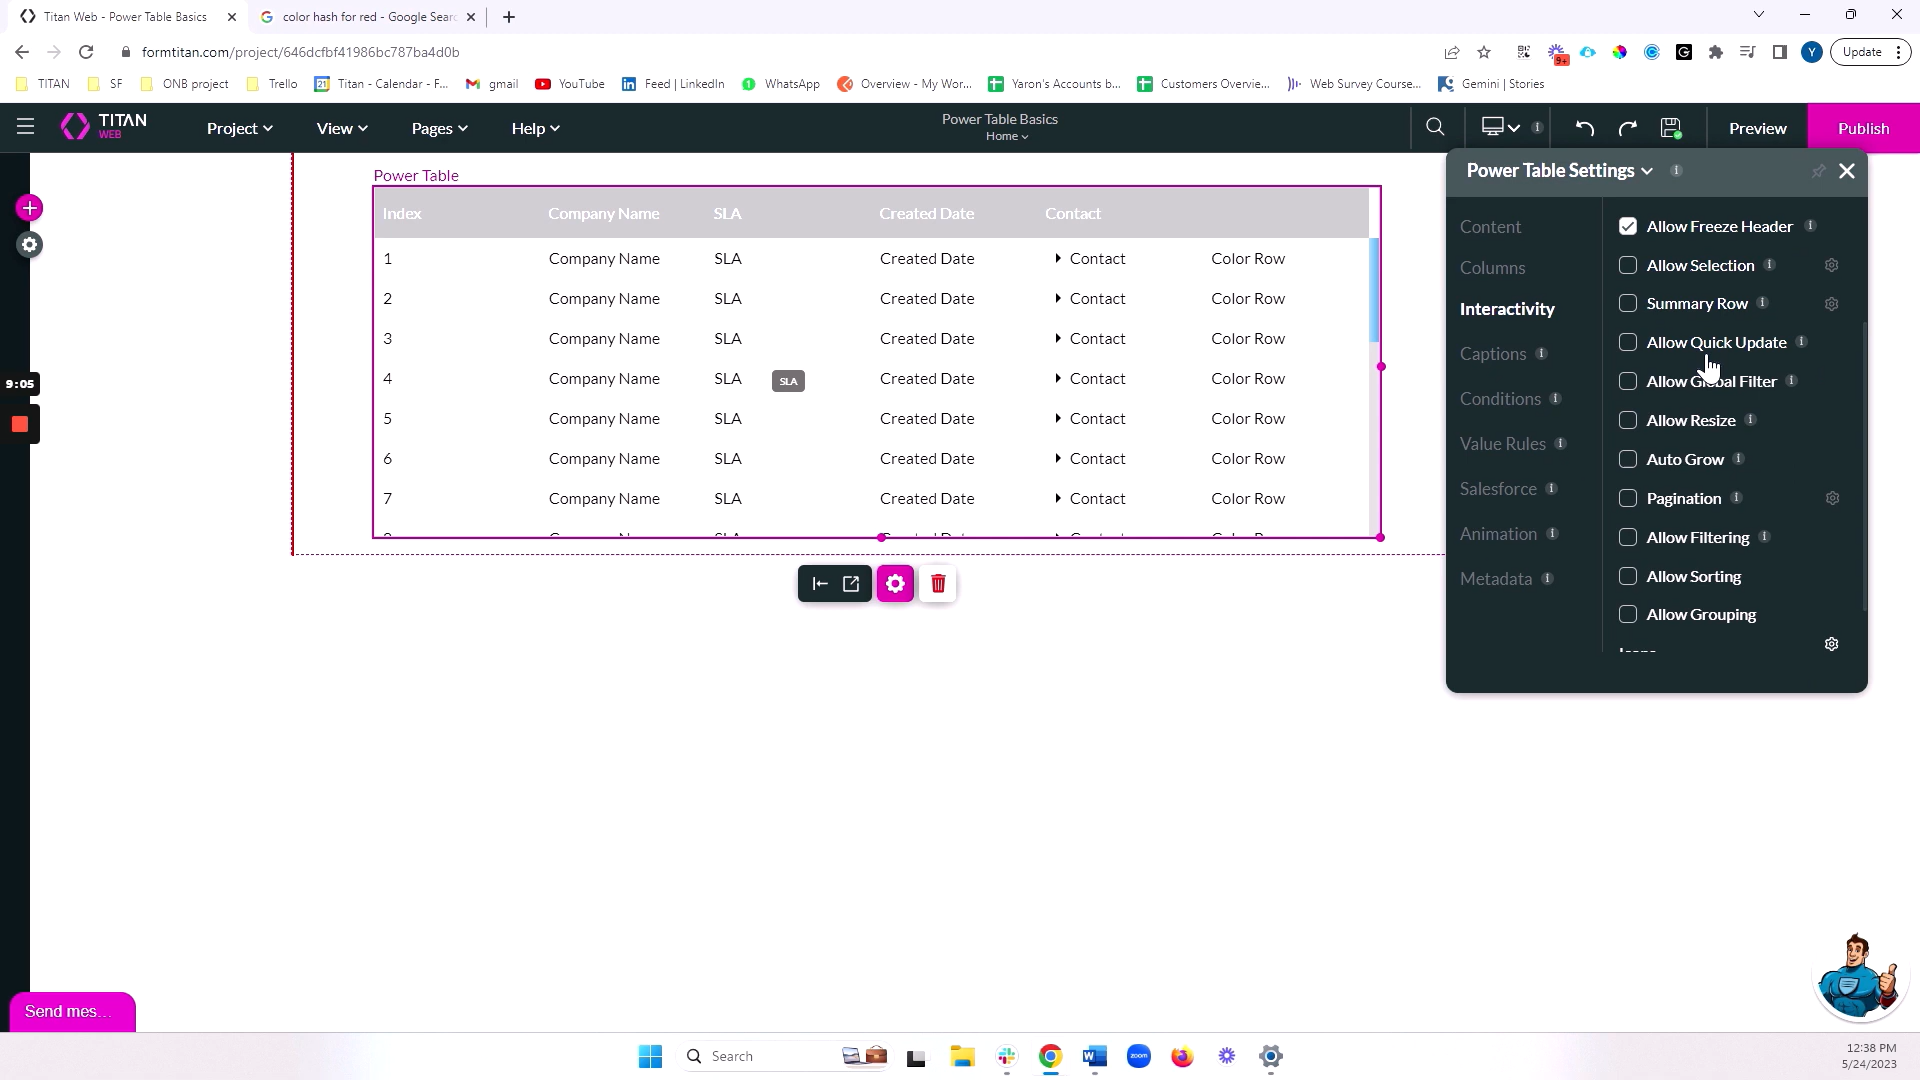 Titan Web - Power Table Basics
color hash for red - Google Searc
formtitan.com/project/646dcfbf41986bc787ba4d0b
9+
G
Y
Update
TITAN
SF
ONB project
Trello
21
Titan - Calendar - F...
gmail
YouTube
Feed | LinkedIn
WhatsApp
Overview - My Wor...
Yaron's Accounts b...
Customers Overvie...
Web Survey Course...
Gemini | Stories
TITAN
WEB
Project
View
Pages
Help
Power Table Basics
Home
Preview
Publish
Power Table
Index Company Name SLA Created Date Contact
1 Company Name SLA Created Date Contact Color Row
2 Company Name SLA Created Date Contact Color Row
3 Company Name SLA Created Date Contact Color Row
4 Company Name SLA SLA Created Date Contact Color Row
5 Company Name SLA Created Date Contact Color Row
6 Company Name SLA Created Date Contact Color Row
7 Company Name SLA Created Date Contact Color Row
9:05
Power Table Settings
Content
Columns
Interactivity
Captions
Conditions
Value Rules
Salesforce
Animation
Metadata
Allow Freeze Header
Allow Selection
Summary Row
Allow Quick Update
Allow Global Filter
Allow Resize
Auto Grow
Pagination
Allow Filtering
Allow Sorting
Allow Grouping
Send mes...
Search
zoom
12:38 PM
5/24/2023